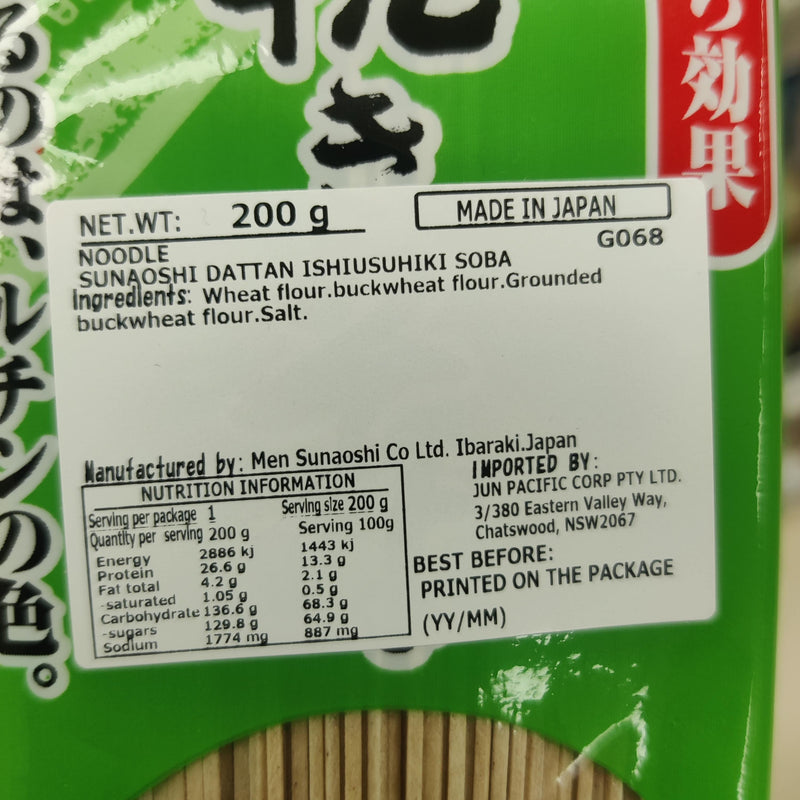 り効果
るのは、ルチンの色。
挽き
NET.WT: 200 g
MADE IN JAPAN
G068
NOODLE
SUNAOSHI DATTAN ISHIUSUHIKI SOBA
Ingredients: Wheat flour.buckwheat flour.Grounded
buckwheat flour.Salt.
Manufactured by: Men Sunaoshi Co Ltd. Ibaraki.Japan
NUTRITION INFORMATION
Serving per package 1 Serving size 200 g
Quantity per serving 200 g Serving 100g
Energy 2886 kj 1443 kj
Protein 26.6 g 13.3 g
Fat total 4.2 g 2.1 g
-saturated 1.05 g 0.5 g
Carbohydrate 136.6 g 68.3 g
-sugars 129.8 g 64.9 g
Sodium 1774 mg 887 mg
IMPORTED BY:
JUN PACIFIC CORP PTY LTD.
3/380 Eastern Valley Way,
Chatswood, NSW2067
BEST BEFORE:
PRINTED ON THE PACKAGE
(YY/MM)